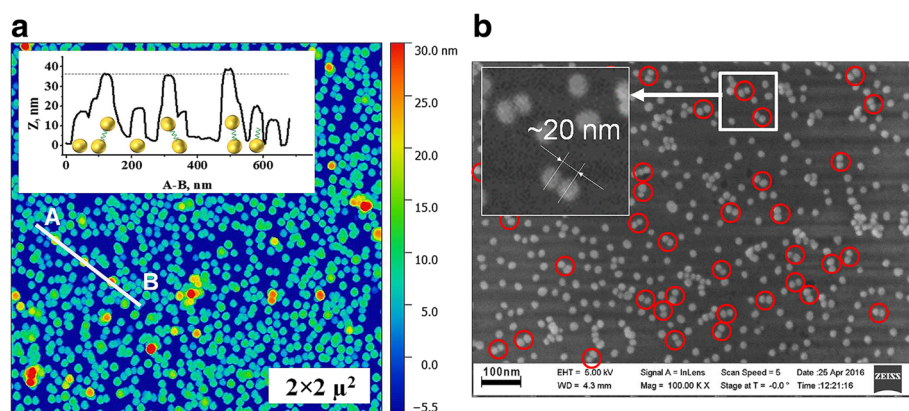 a
b
40
30
20
10
0
Z, nm
0
200
400
600
A-B, nm
A
B
2×2 μ²
30.0 nm
25.0
20.0
15.0
10.0
5.0
0.0
−5.5
~20 nm
100nm
EHT = 5.00 kV
WD = 4.3 mm
Signal A = InLens
Mag = 100.00 K X
Scan Speed = 5
Stage at T = -0.0 °
Date :25 Apr 2016
Time :12:21:16
ZEISS